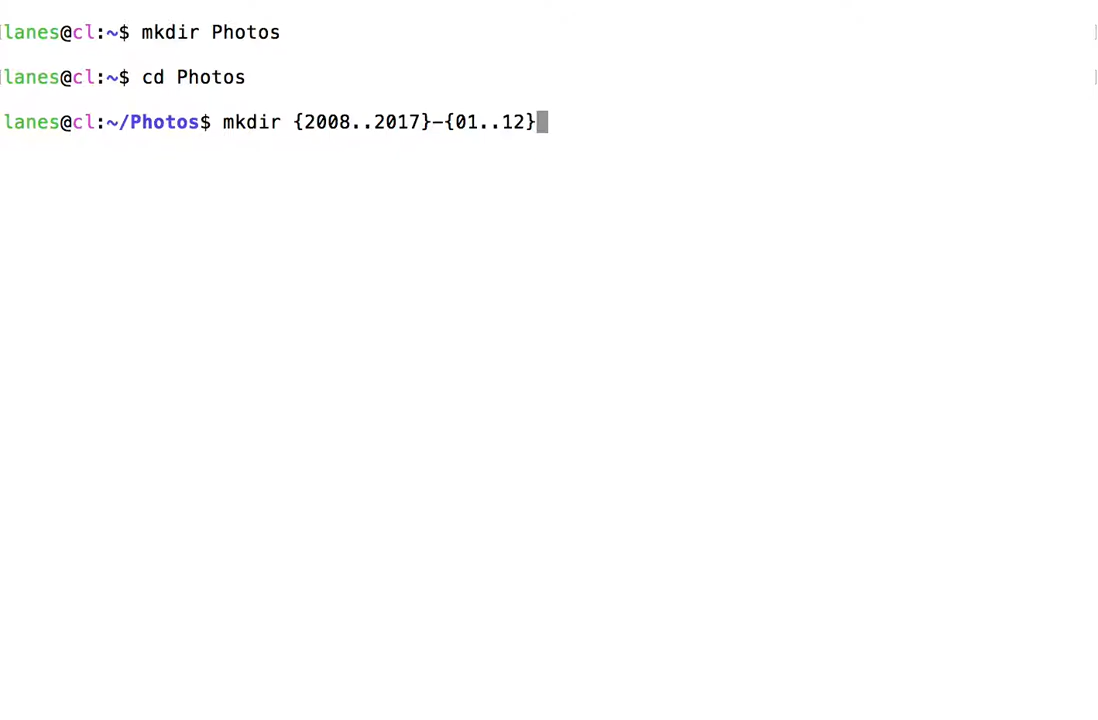 lanes@cl:~$ mkdir Photos
lanes@cl:~$ cd Photos
lanes@cl:~/Photos$ mkdir {2008..2017}-{01..12}